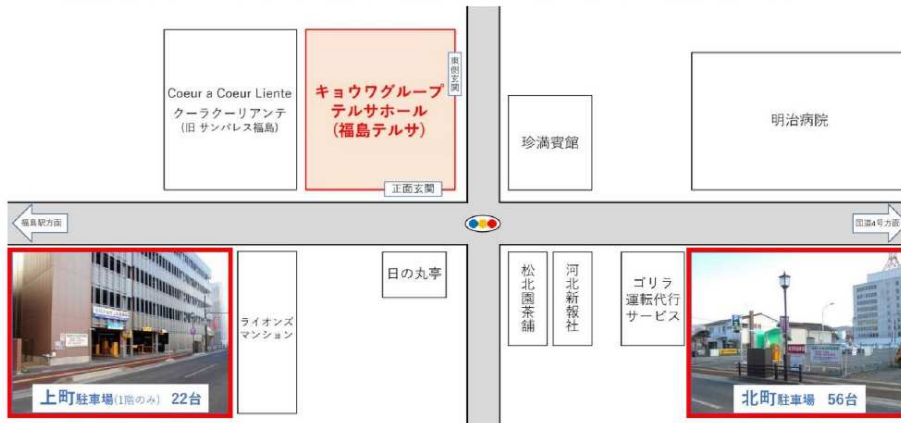 Coeur a Coeur Liente
クーラクーリアンテ
(旧 サンパレス福島)
キョウワグループ
テルサホール
(福島テルサ)
東側玄関
正面玄関
珍満賓館
明治病院
福島駅方面
国道4号方面
上町駐車場(1階のみ) 22台
ライオンズ
マンション
日の丸亭
松北園茶舗
河北新報社
ゴリラ
運転代行
サービス
北町駐車場 56台